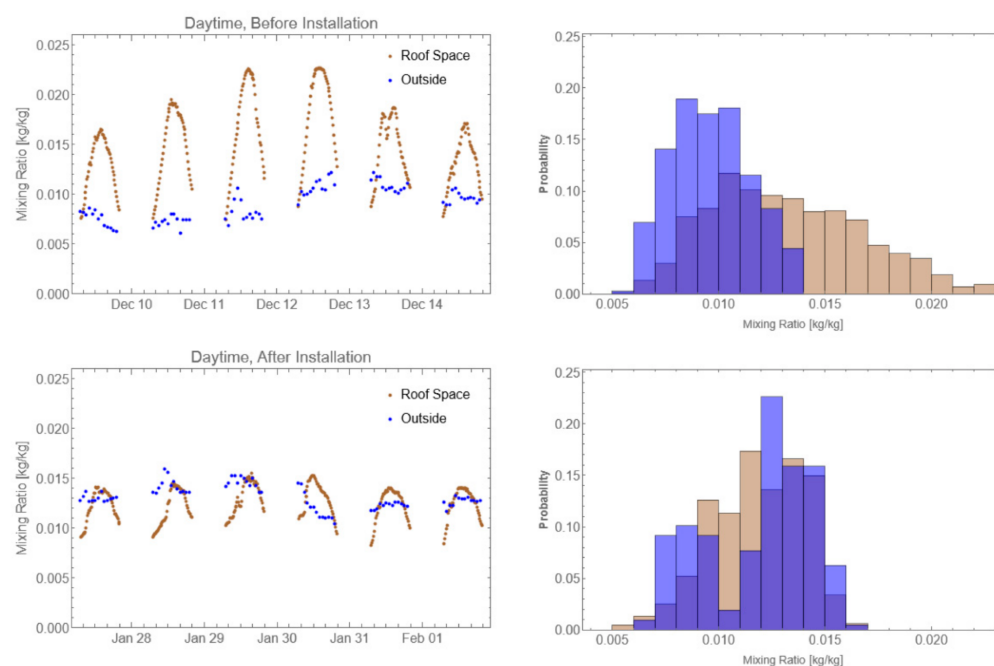 Daytime, Before Installation
Mixing Ratio [kg/kg]
0.025
0.020
0.015
0.010
0.005
0.000
Roof Space
Outside
Dec 10 Dec 11 Dec 12 Dec 13 Dec 14
Probability
0.25
0.20
0.15
0.10
0.05
0.00
0.005 0.010 0.015 0.020
Mixing Ratio [kg/kg]
Daytime, After Installation
Mixing Ratio [kg/kg]
0.025
0.020
0.015
0.010
0.005
0.000
Roof Space
Outside
Jan 28 Jan 29 Jan 30 Jan 31 Feb 01
Probability
0.25
0.20
0.15
0.10
0.05
0.00
0.005 0.010 0.015 0.020
Mixing Ratio [kg/kg]